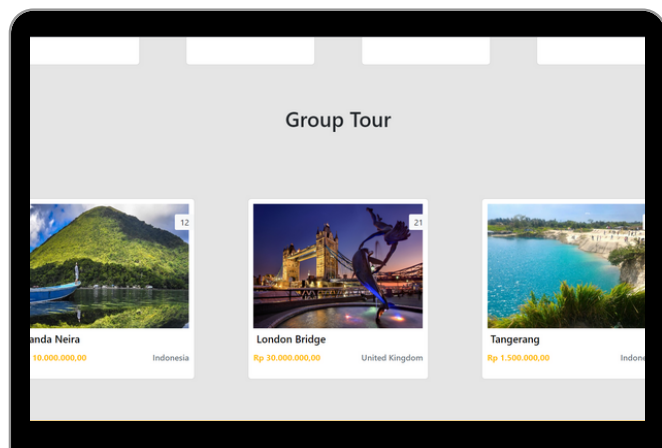 Group Tour
12
21
anda Neira
10.000.000,00
Indonesia
London Bridge
Rp 30.000.000,00
United Kingdom
Tangerang
Rp 1.500.000,00
Indone